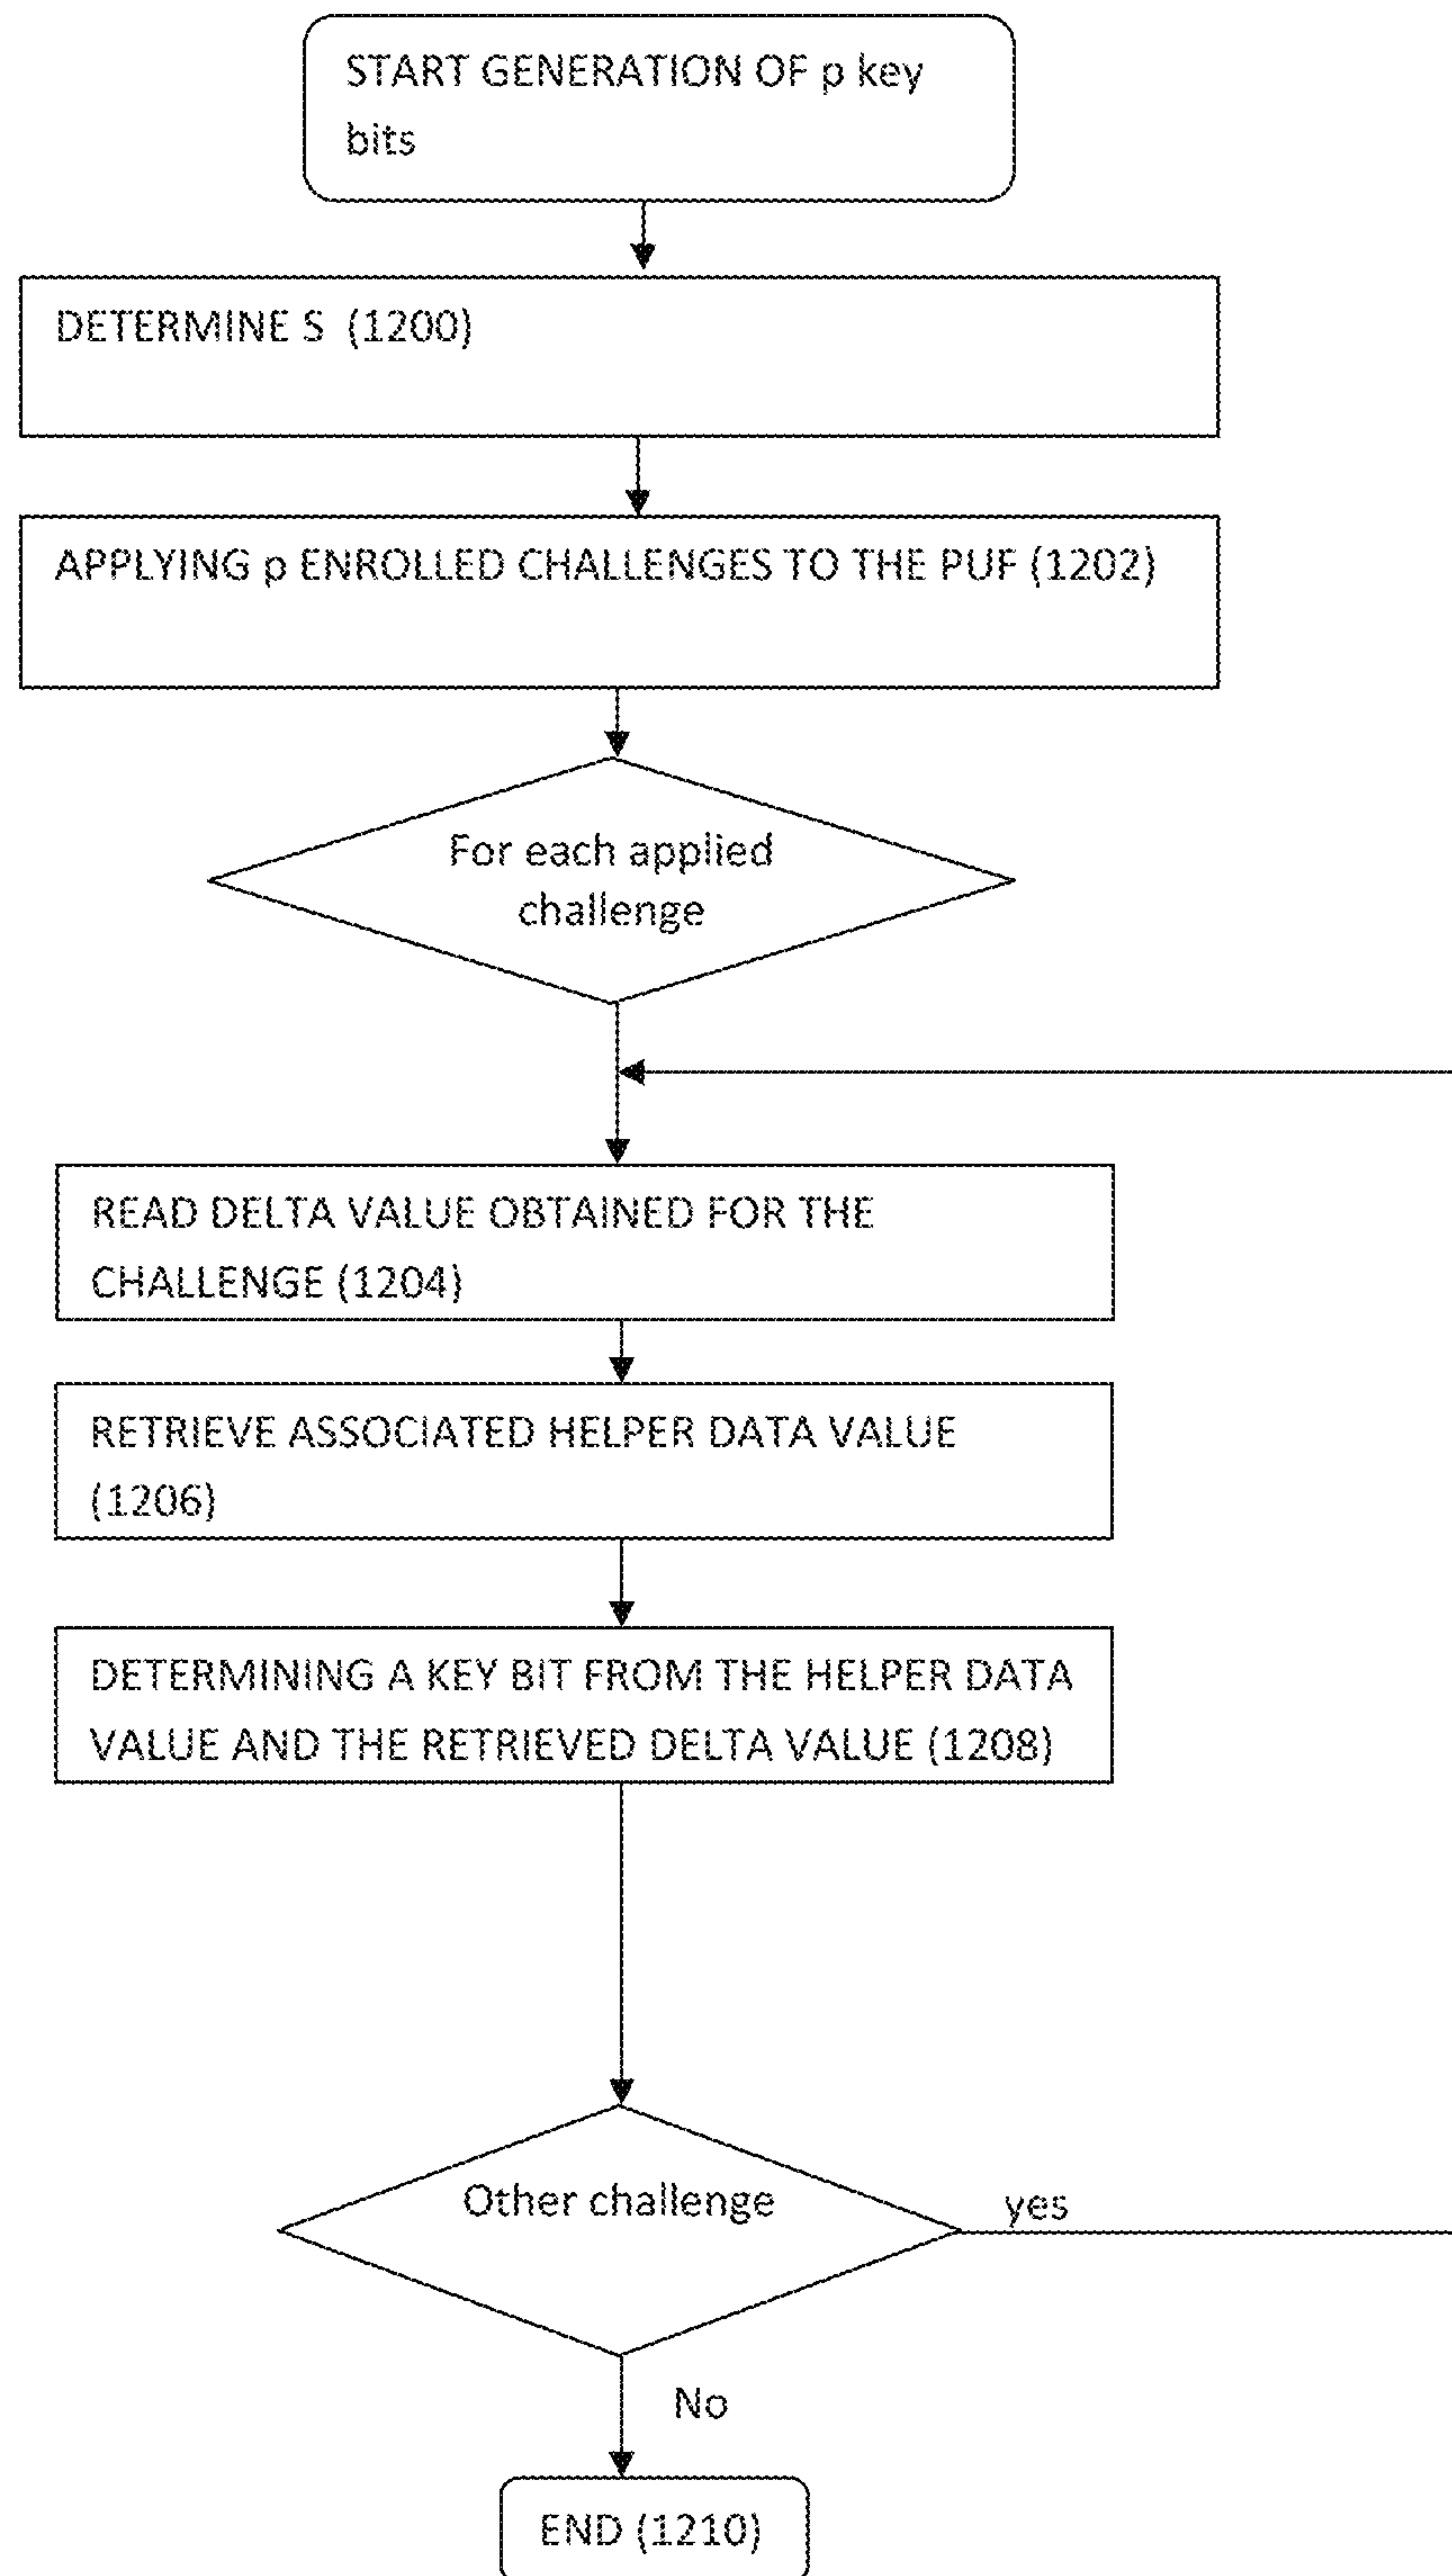 START GENERATION OF p key
bits
DETERMINE S (1200)
APPLYING p ENROLLED CHALLENGES TO THE PUF (1202)
For each applied
challenge
READ DELTA VALUE OBTAINED FOR THE
CHALLENGE (1204)
RETRIEVE ASSOCIATED HELPER DATA VALUE
(1206)
DETERMINING A KEY BIT FROM THE HELPER DATA
VALUE AND THE RETRIEVED DELTA VALUE (1208)
Other challenge
yes
No
END (1210)